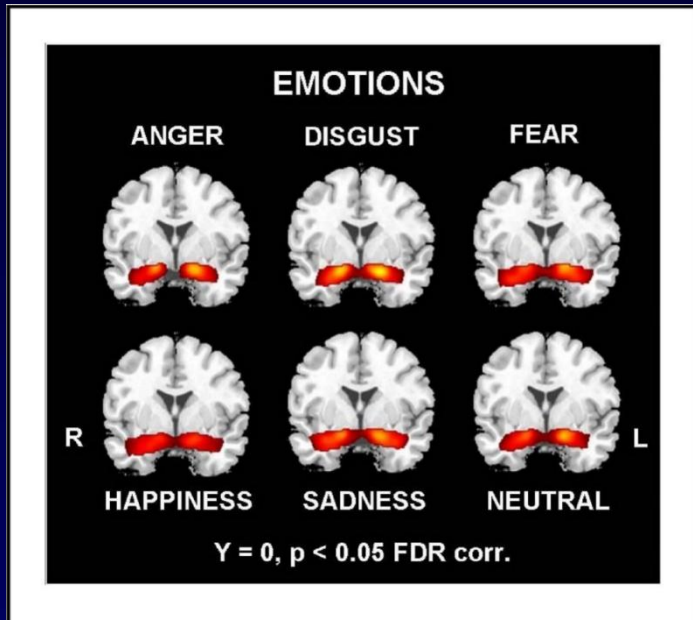 EMOTIONS
ANGER DISGUST FEAR
R L
HAPPINESS SADNESS NEUTRAL
Y = 0, p < 0.05 FDR corr.